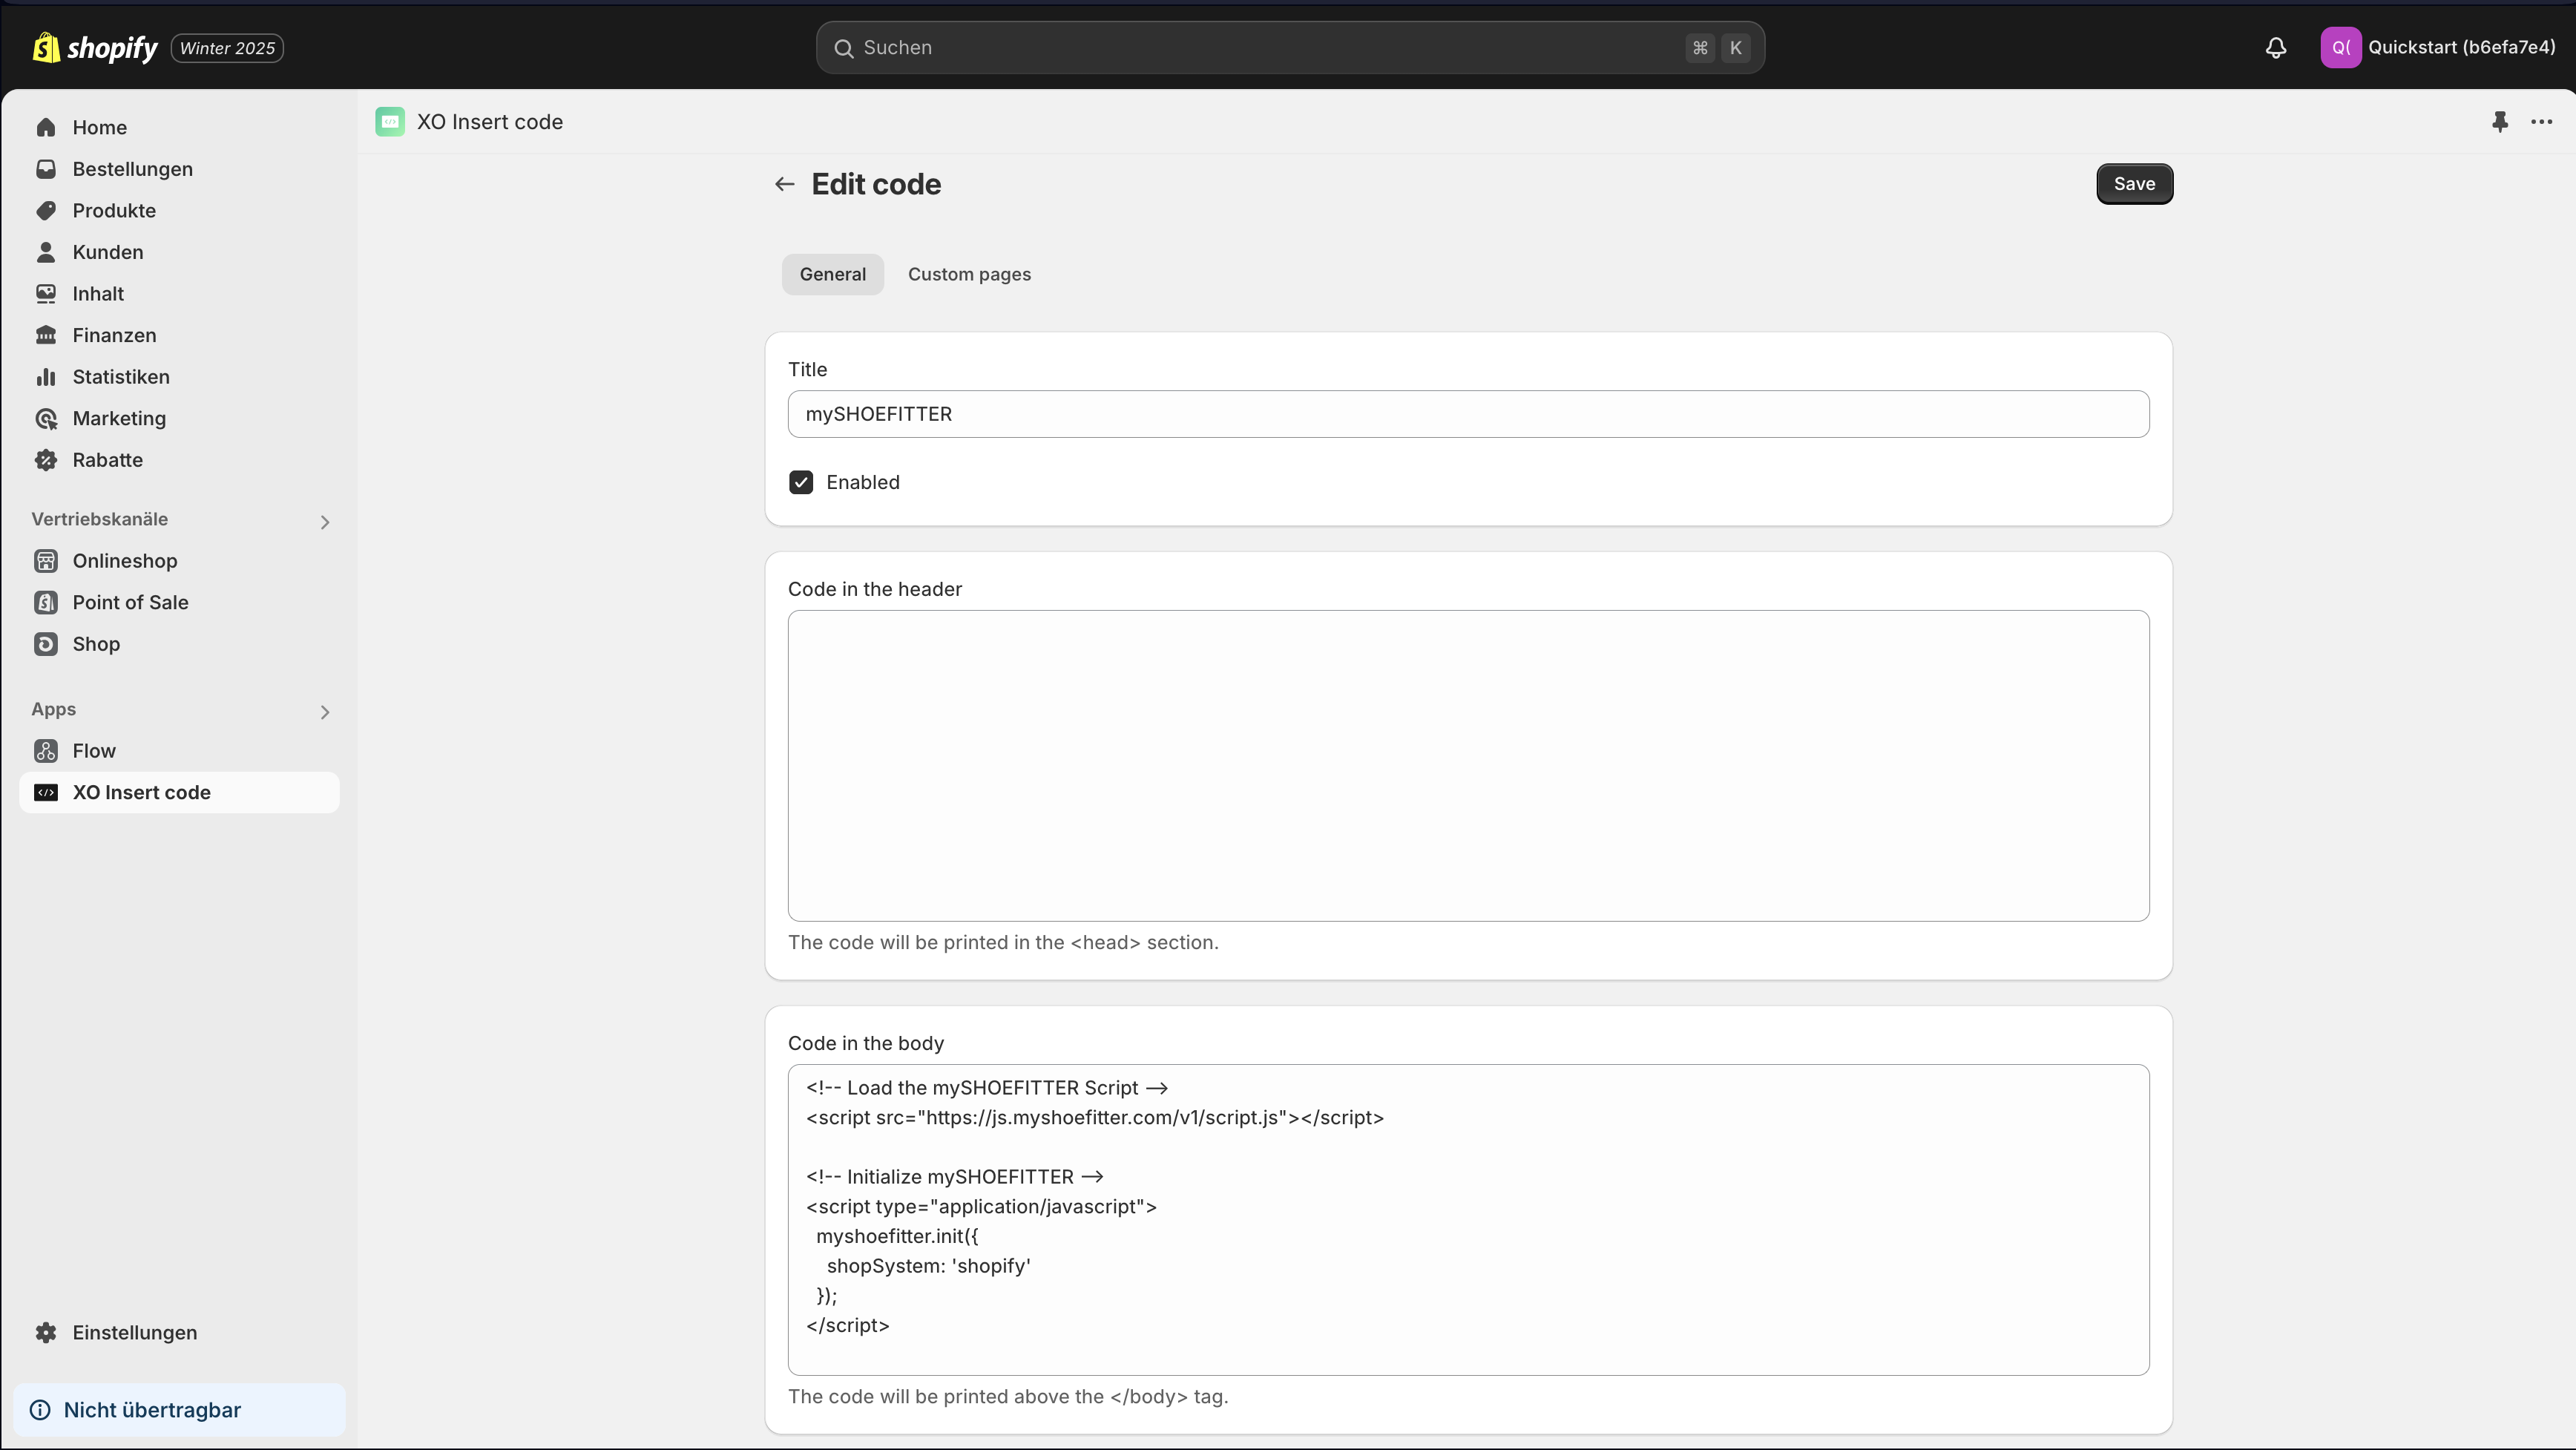 shopify
Winter 2025
Suchen
⌘ K
Q(
Quickstart (b6efa7e4)
Home
Bestellungen
Produkte
Kunden
Inhalt
Finanzen
Statistiken
Marketing
Rabatte
Vertriebskanäle
Onlineshop
Point of Sale
Shop
Apps
Flow
XO Insert code
Einstellungen
Nicht übertragbar
XO Insert code
Edit code
Save
General
Custom pages
Title
mySHOEFITTER
Enabled
Code in the header
The code will be printed in the <head> section.
Code in the body
<!-- Load the mySHOEFITTER Script -->
<script src="https://js.myshoefitter.com/v1/script.js"></script>
<!-- Initialize mySHOEFITTER -->
<script type="application/javascript">
myshoefitter.init({
shopSystem: 'shopify'
});
</script>
The code will be printed above the </body> tag.